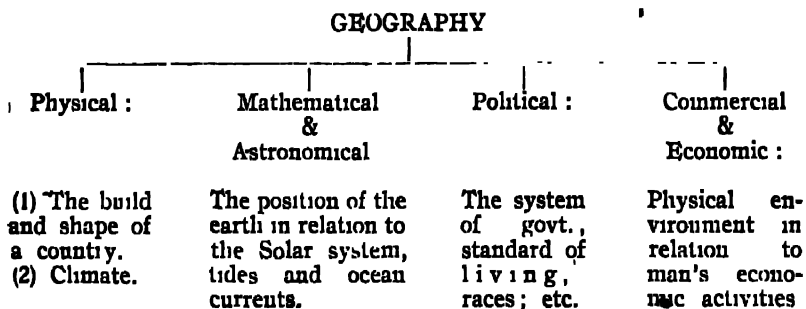 GEOGRAPHY
Physical :
Mathematical
&
Astronomical
Political :
Commercial
&
Economic :
(1) The build
and shape of
a country.
(2) Climate.
The position of the
earth in relation to
the Solar system,
tides and ocean
currents.
The system
of govt.,
standard of
living,
races; etc.
Physical en-
vironment in
relation to
man's econo-
mic activities